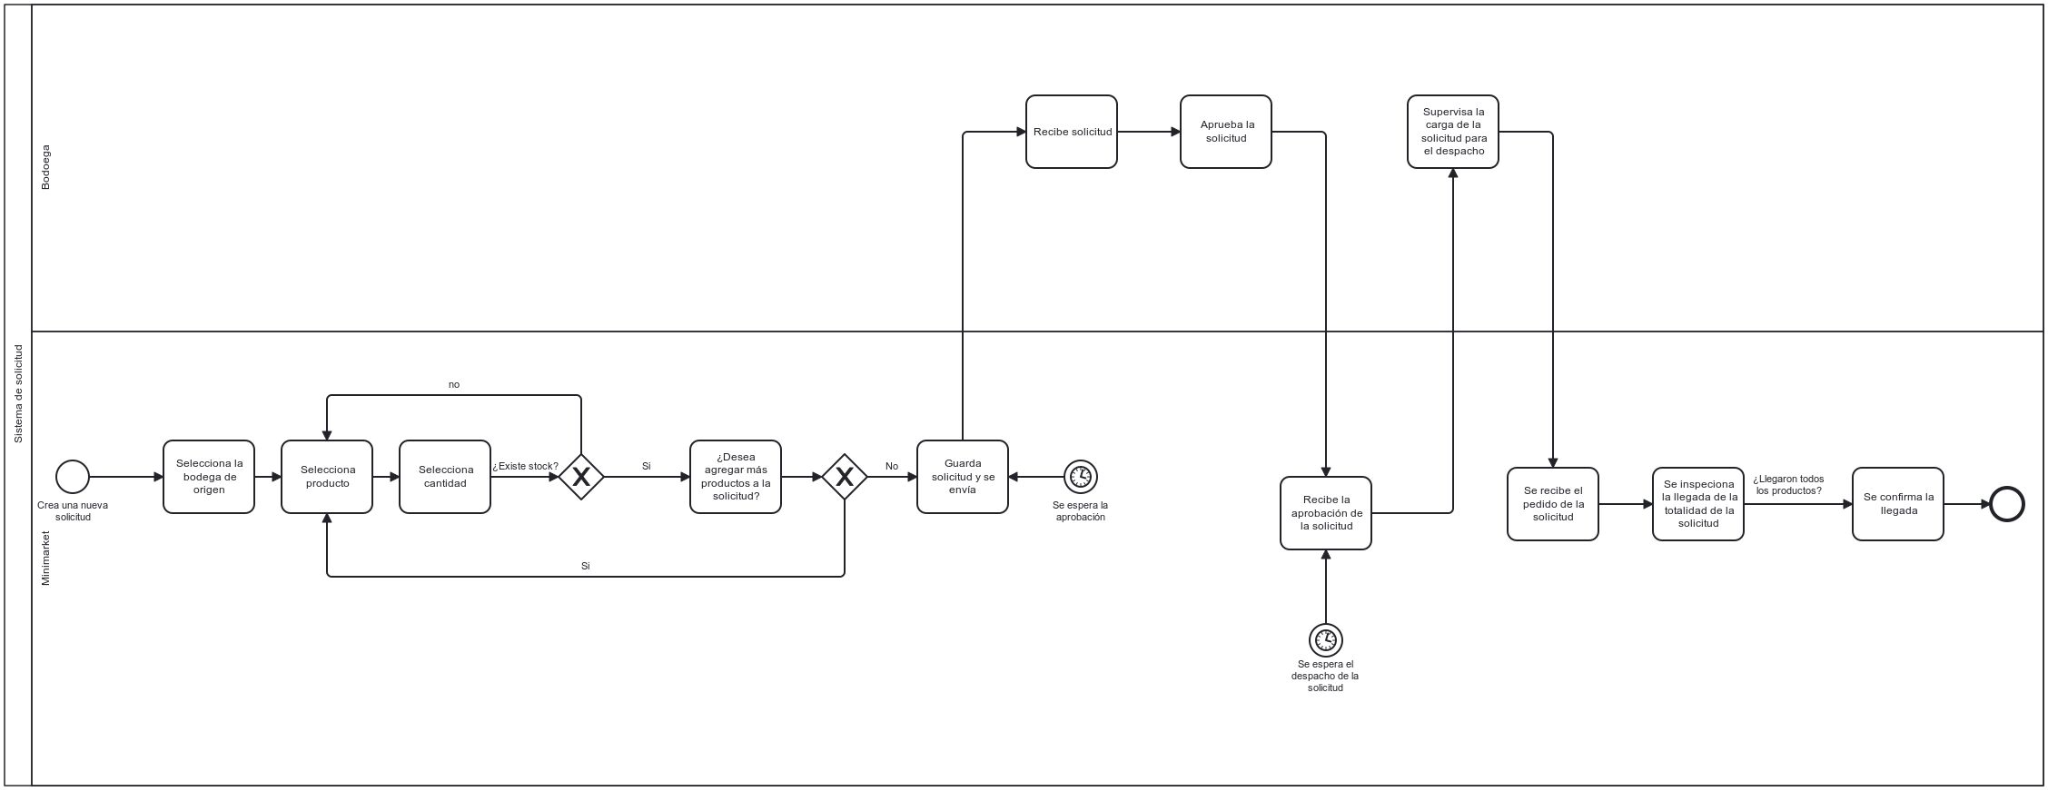 Sistema de solicitud
Bodoega
Recibe solicitud
Aprueba la
solicitud
Supervisa la
carga de la
solicitud para
el despacho
Minimarket
Crea una nueva
solicitud
Selecciona la
bodega de
origen
Selecciona
producto
Selecciona
cantidad
¿Existe stock?
no
Si
¿Desea
agregar más
productos a la
solicitud?
No
Si
Guarda
solicitud y se
envía
Se espera la
aprobación
Recibe la
aprobación de
la solicitud
Se espera el
despacho de la
solicitud
Se recibe el
pedido de la
solicitud
Se inspeciona
la llegada de la
totalidad de la
solicitud
¿Llegaron todos
los productos?
Se confirma la
llegada